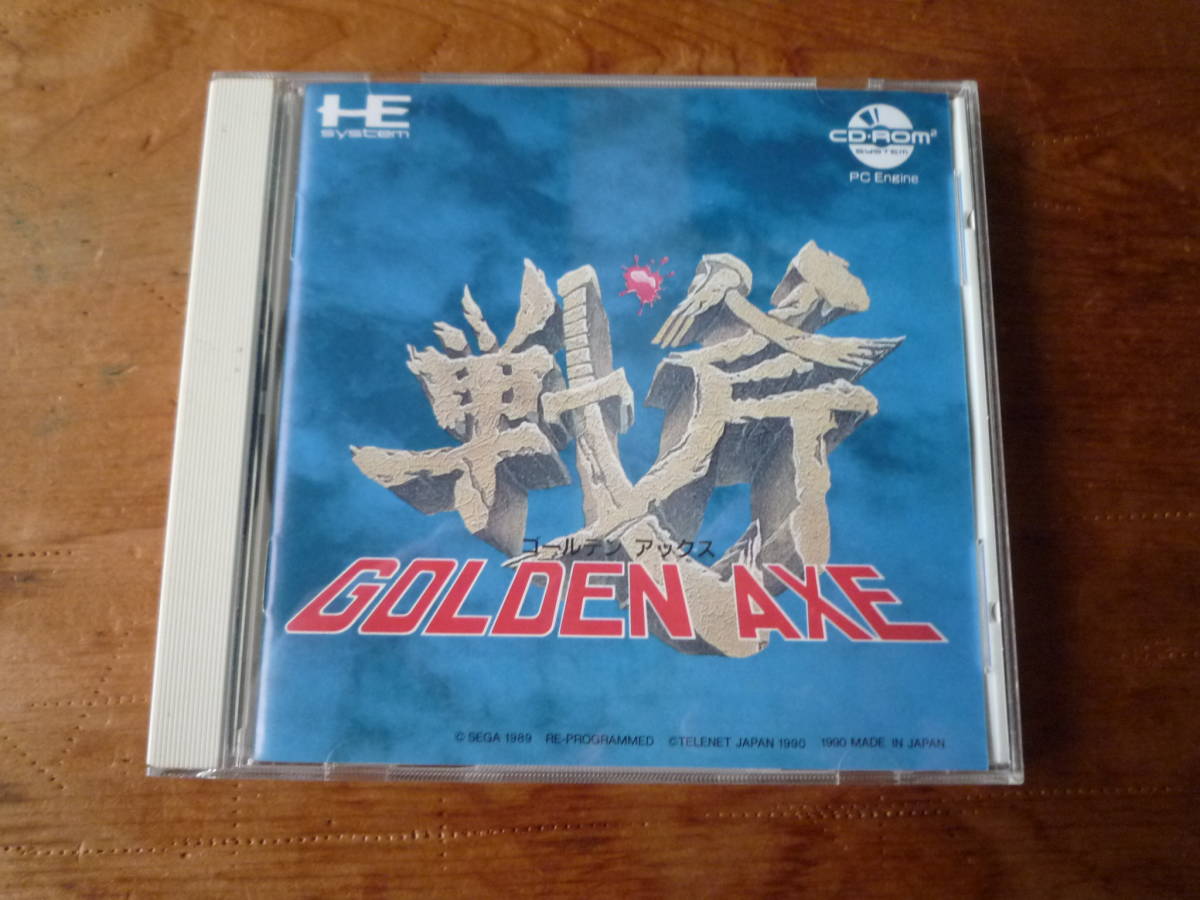 HE
system
CD-ROM²
SYSTEM
PC Engine
戦斧
ゴールデン アックス
GOLDEN AXE
© SEGA 1989 RE-PROGRAMMED © TELENET JAPAN 1990 1990 MADE IN JAPAN